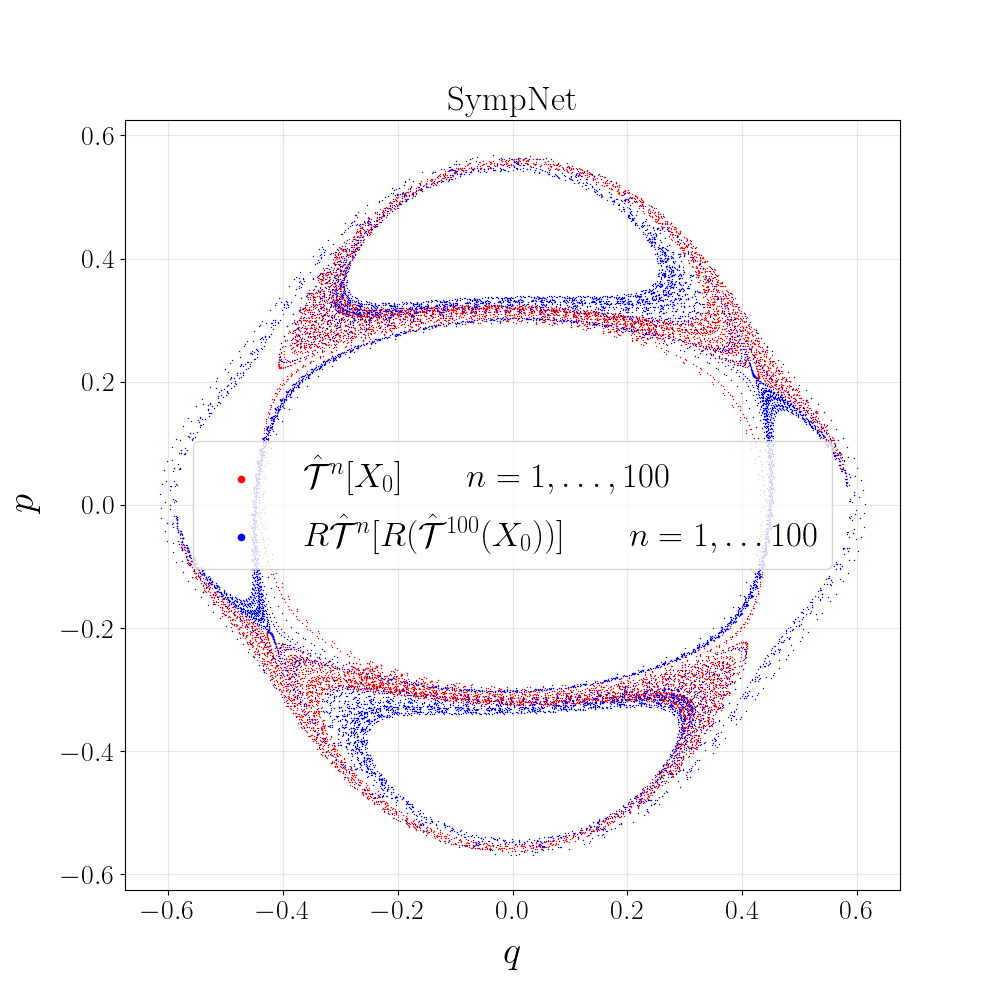 SympNet
0.6
0.4
0.2
0.0
−0.2
−0.4
−0.6
p
𝒯̂ⁿ[X₀] n = 1, . . . , 100
R𝒯̂ⁿ[R(𝒯̂¹⁰⁰(X₀))] n = 1, . . . 100
−0.6 −0.4 −0.2 0.0 0.2 0.4 0.6
q